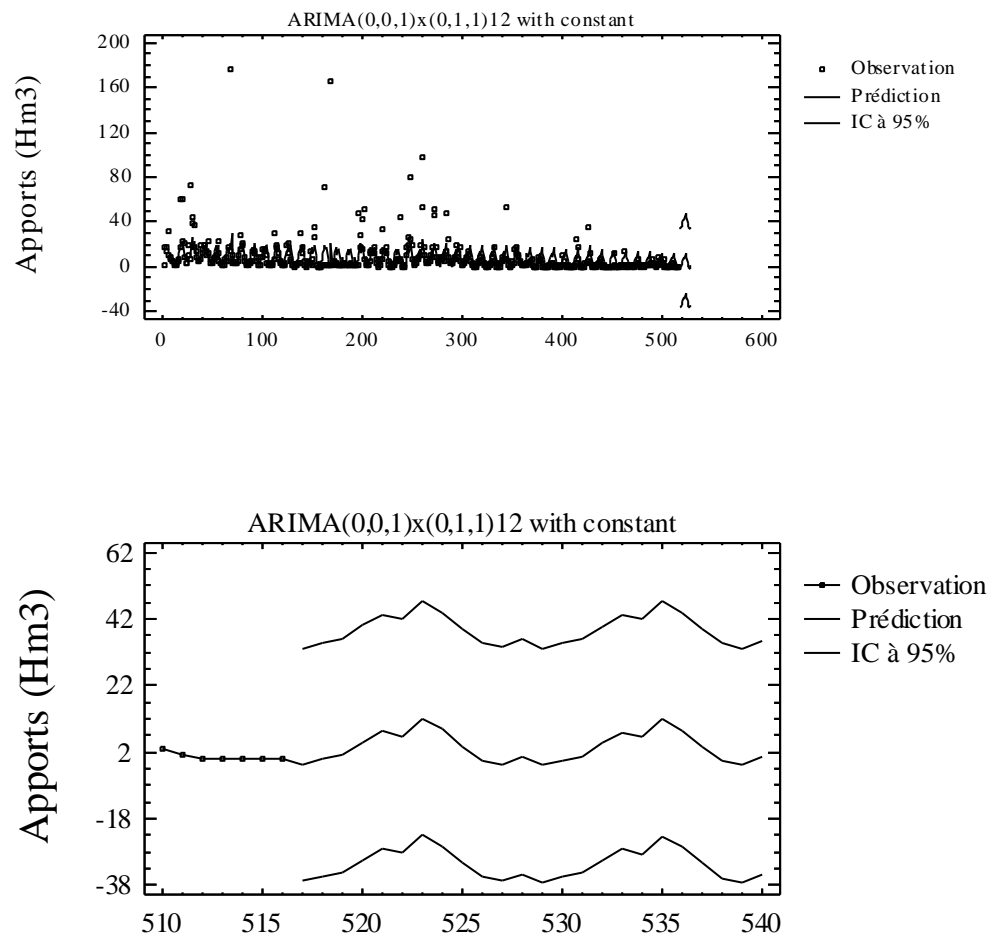 ARIMA(0,0,1)x(0,1,1)12 with constant
Apports (Hm3)
200
160
120
80
40
0
-40
0 100 200 300 400 500 600
Observation
Prédiction
IC à 95%
ARIMA(0,0,1)x(0,1,1)12 with constant
Apports (Hm3)
62
42
22
2
-18
-38
510 515 520 525 530 535 540
Observation
Prédiction
IC à 95%